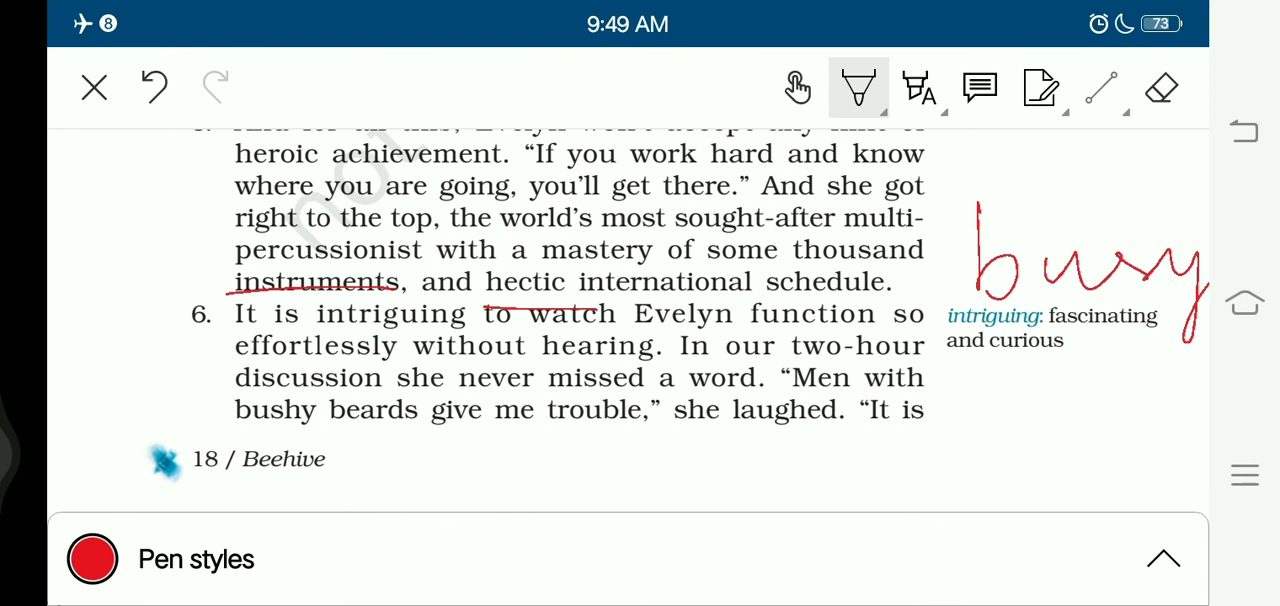 8
9:49 AM
73
heroic achievement. “If you work hard and know
where you are going, you’ll get there.” And she got
right to the top, the world’s most sought-after multi-
percussionist with a mastery of some thousand
instruments, and hectic international schedule.
busy
6. It is intriguing to watch Evelyn function so
effortlessly without hearing. In our two-hour
discussion she never missed a word. “Men with
bushy beards give me trouble,” she laughed. “It is
intriguing: fascinating
and curious
18 / Beehive
Pen styles